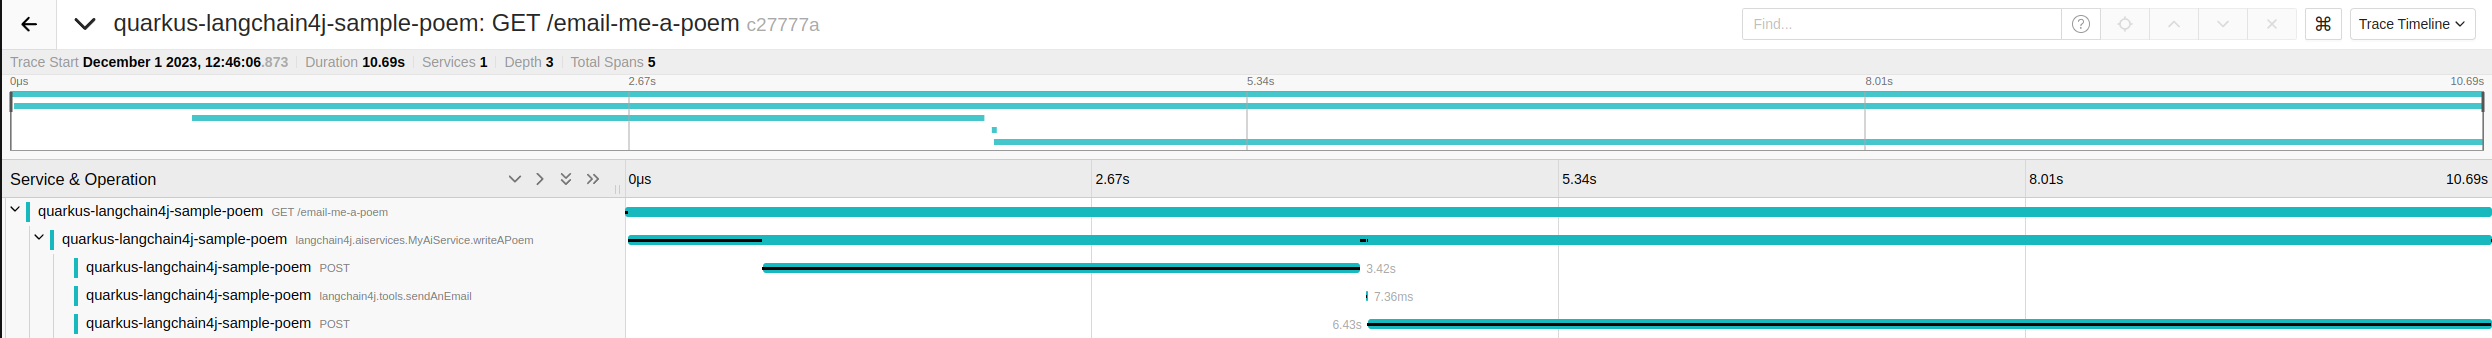 quarkus-langchain4j-sample-poem: GET /email-me-a-poem c27777a Find... ? ⌘ Trace Timeline
Trace Start December 1 2023, 12:46:06.873 Duration 10.69s Services 1 Depth 3 Total Spans 5
0μs 2.67s 5.34s 8.01s 10.69s
Service & Operation 0μs 2.67s 5.34s 8.01s 10.69s
quarkus-langchain4j-sample-poem GET /email-me-a-poem
quarkus-langchain4j-sample-poem langchain4j.aiservices.MyAiService.writeAPoem
quarkus-langchain4j-sample-poem POST 3.42s
quarkus-langchain4j-sample-poem langchain4j.tools.sendAnEmail 7.36ms
quarkus-langchain4j-sample-poem POST 6.43s